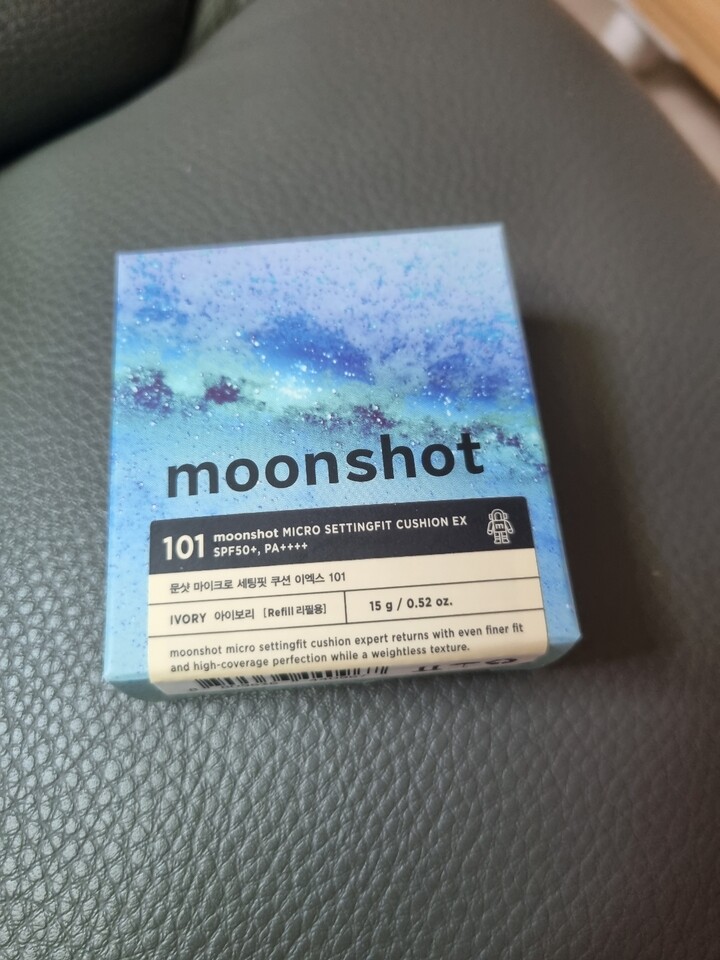 moonshot
101 moonshot MICRO SETTINGFIT CUSHION EX
SPF50+, PA++++
m
문샷 마이크로 세팅핏 쿠션 이엑스 101
IVORY 아이보리 [Refill 리필용]
15 g / 0.52 oz.
moonshot micro settingfit cushion expert returns with even finer fit
and high-coverage perfection while a weightless texture.